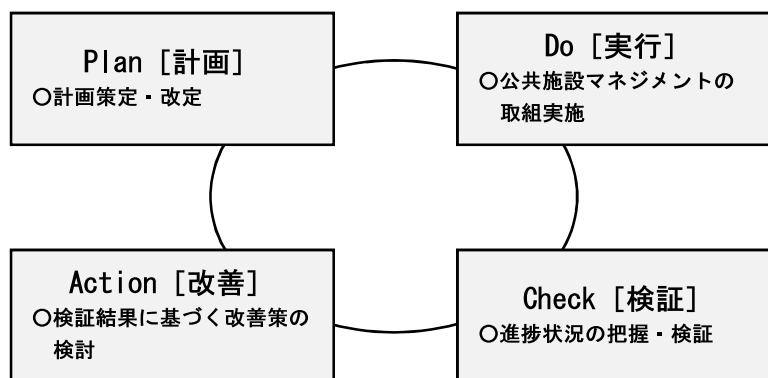 Plan [計画]
○計画策定・改定
Do [実行]
○公共施設マネジメントの
取組実施
Action [改善]
○検証結果に基づく改善策の
検討
Check [検証]
○進捗状況の把握・検証